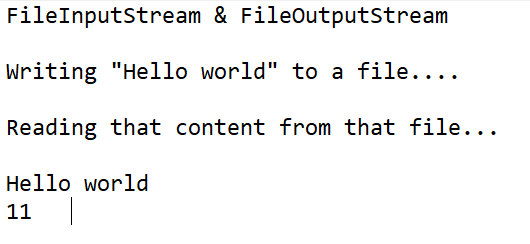 FileInputStream & FileOutputStream
Writing "Hello world" to a file....
Reading that content from that file...
Hello world
11